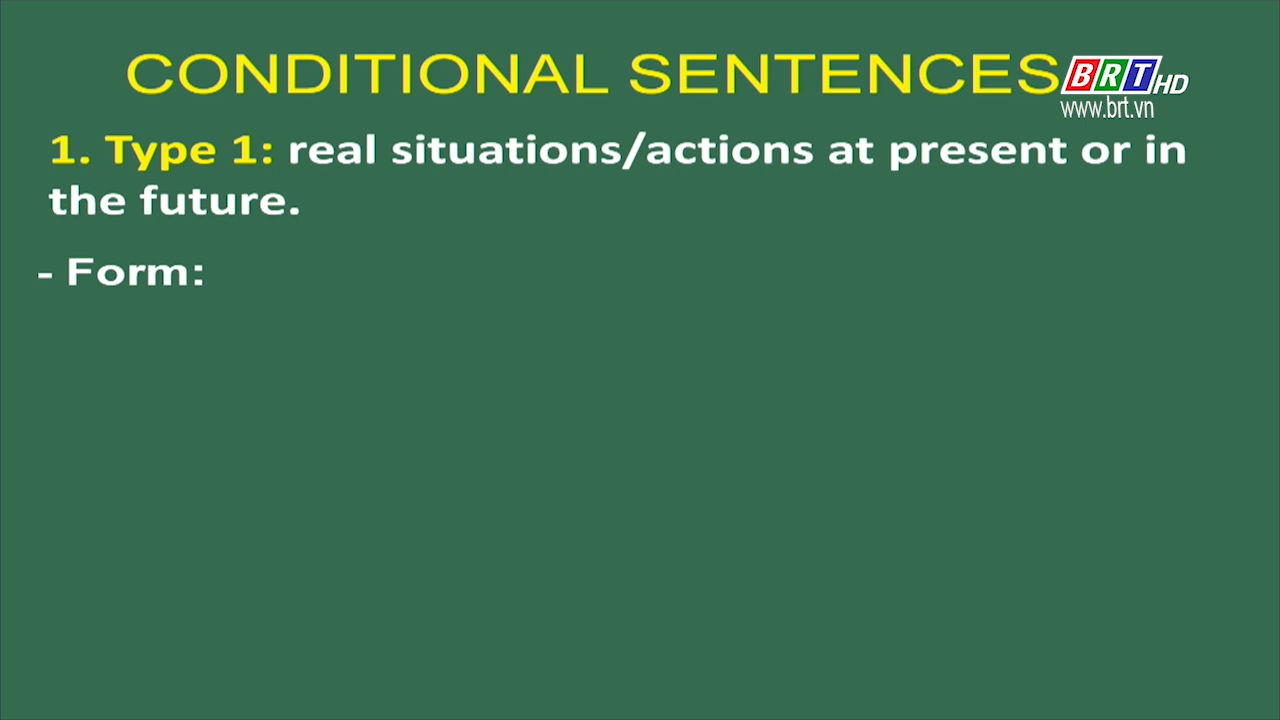 CONDITIONAL SENTENCES
BRT HD
www.brt.vn
1. Type 1: real situations/actions at present or in
the future.
- Form: